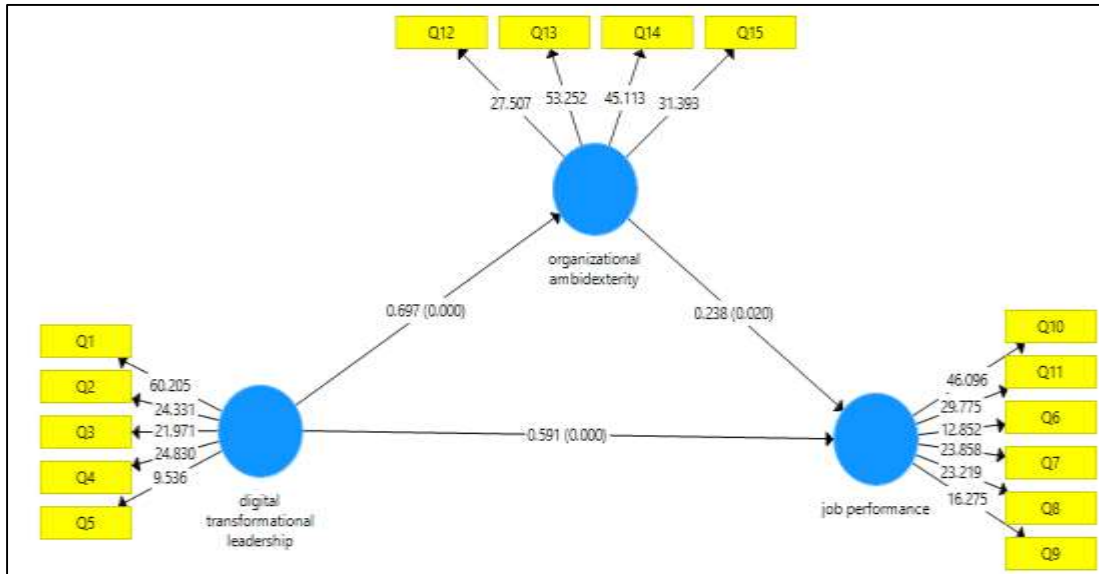 Q12
Q13
Q14
Q15
27.507
53.252
45.113
31.393
organizational
ambidexterity
0.697 (0.000)
0.238 (0.020)
Q1
Q2
Q3
Q4
Q5
60.205
24.331
21.971
24.830
9.536
digital
transformational
leadership
0.591 (0.000)
Q10
Q11
Q6
Q7
Q8
Q9
46.096
29.775
12.852
23.858
23.219
16.275
job performance